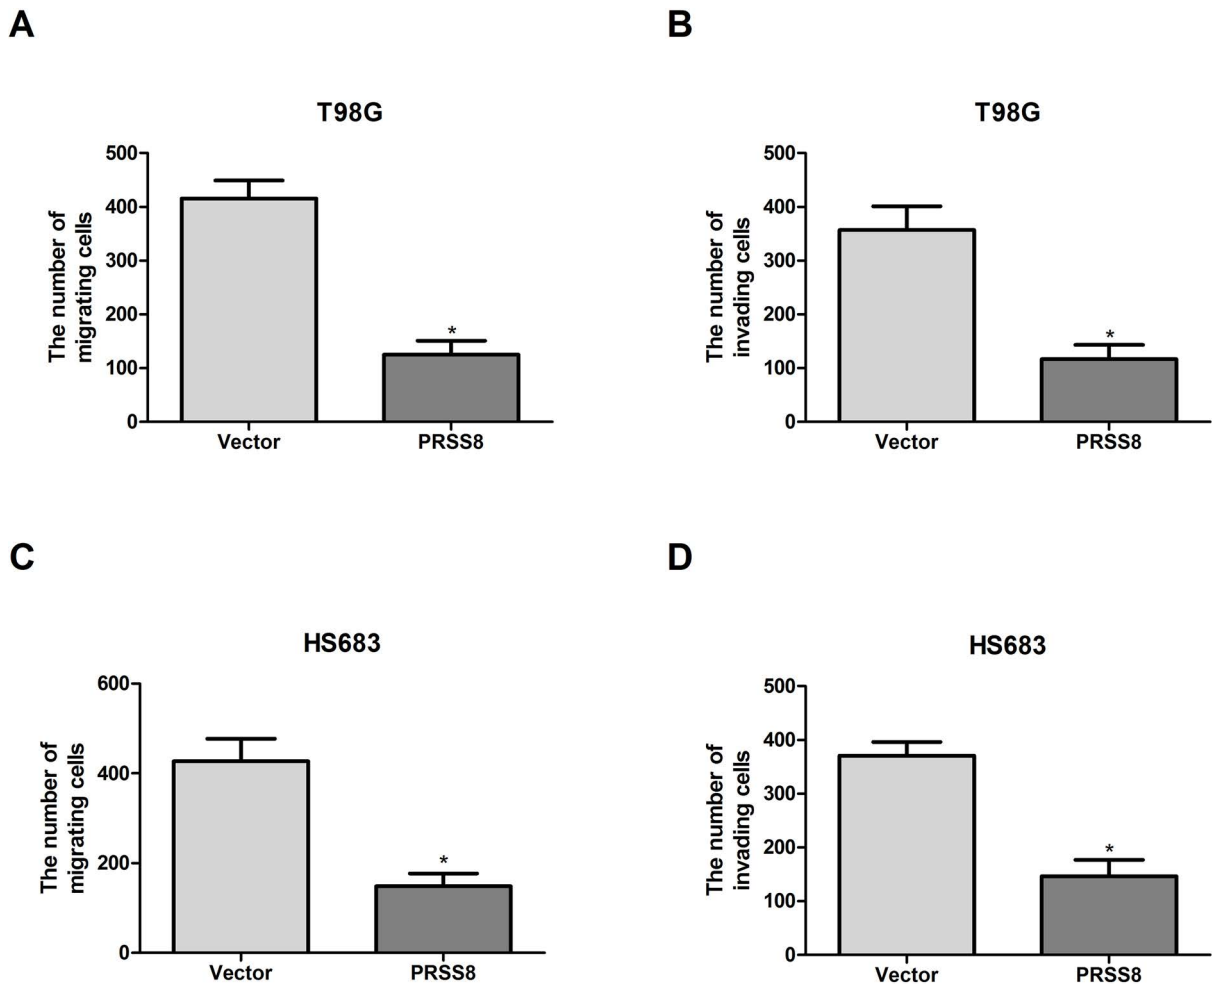 A
T98G
The number of
migrating cells
500
400
300
200
100
0
*
Vector
PRSS8
B
T98G
The number of
invading cells
500
400
300
200
100
0
*
Vector
PRSS8
C
HS683
The number of
migrating cells
600
400
200
0
*
Vector
PRSS8
D
HS683
The number of
invading cells
500
400
300
200
100
0
*
Vector
PRSS8